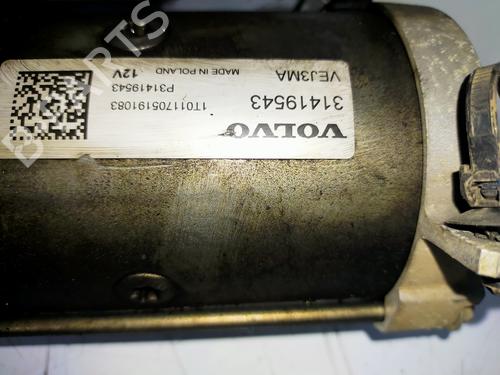 VOLVO
31419543
VEJ3MA
1T011705191083
P31419543
MADE IN POLAND 12V